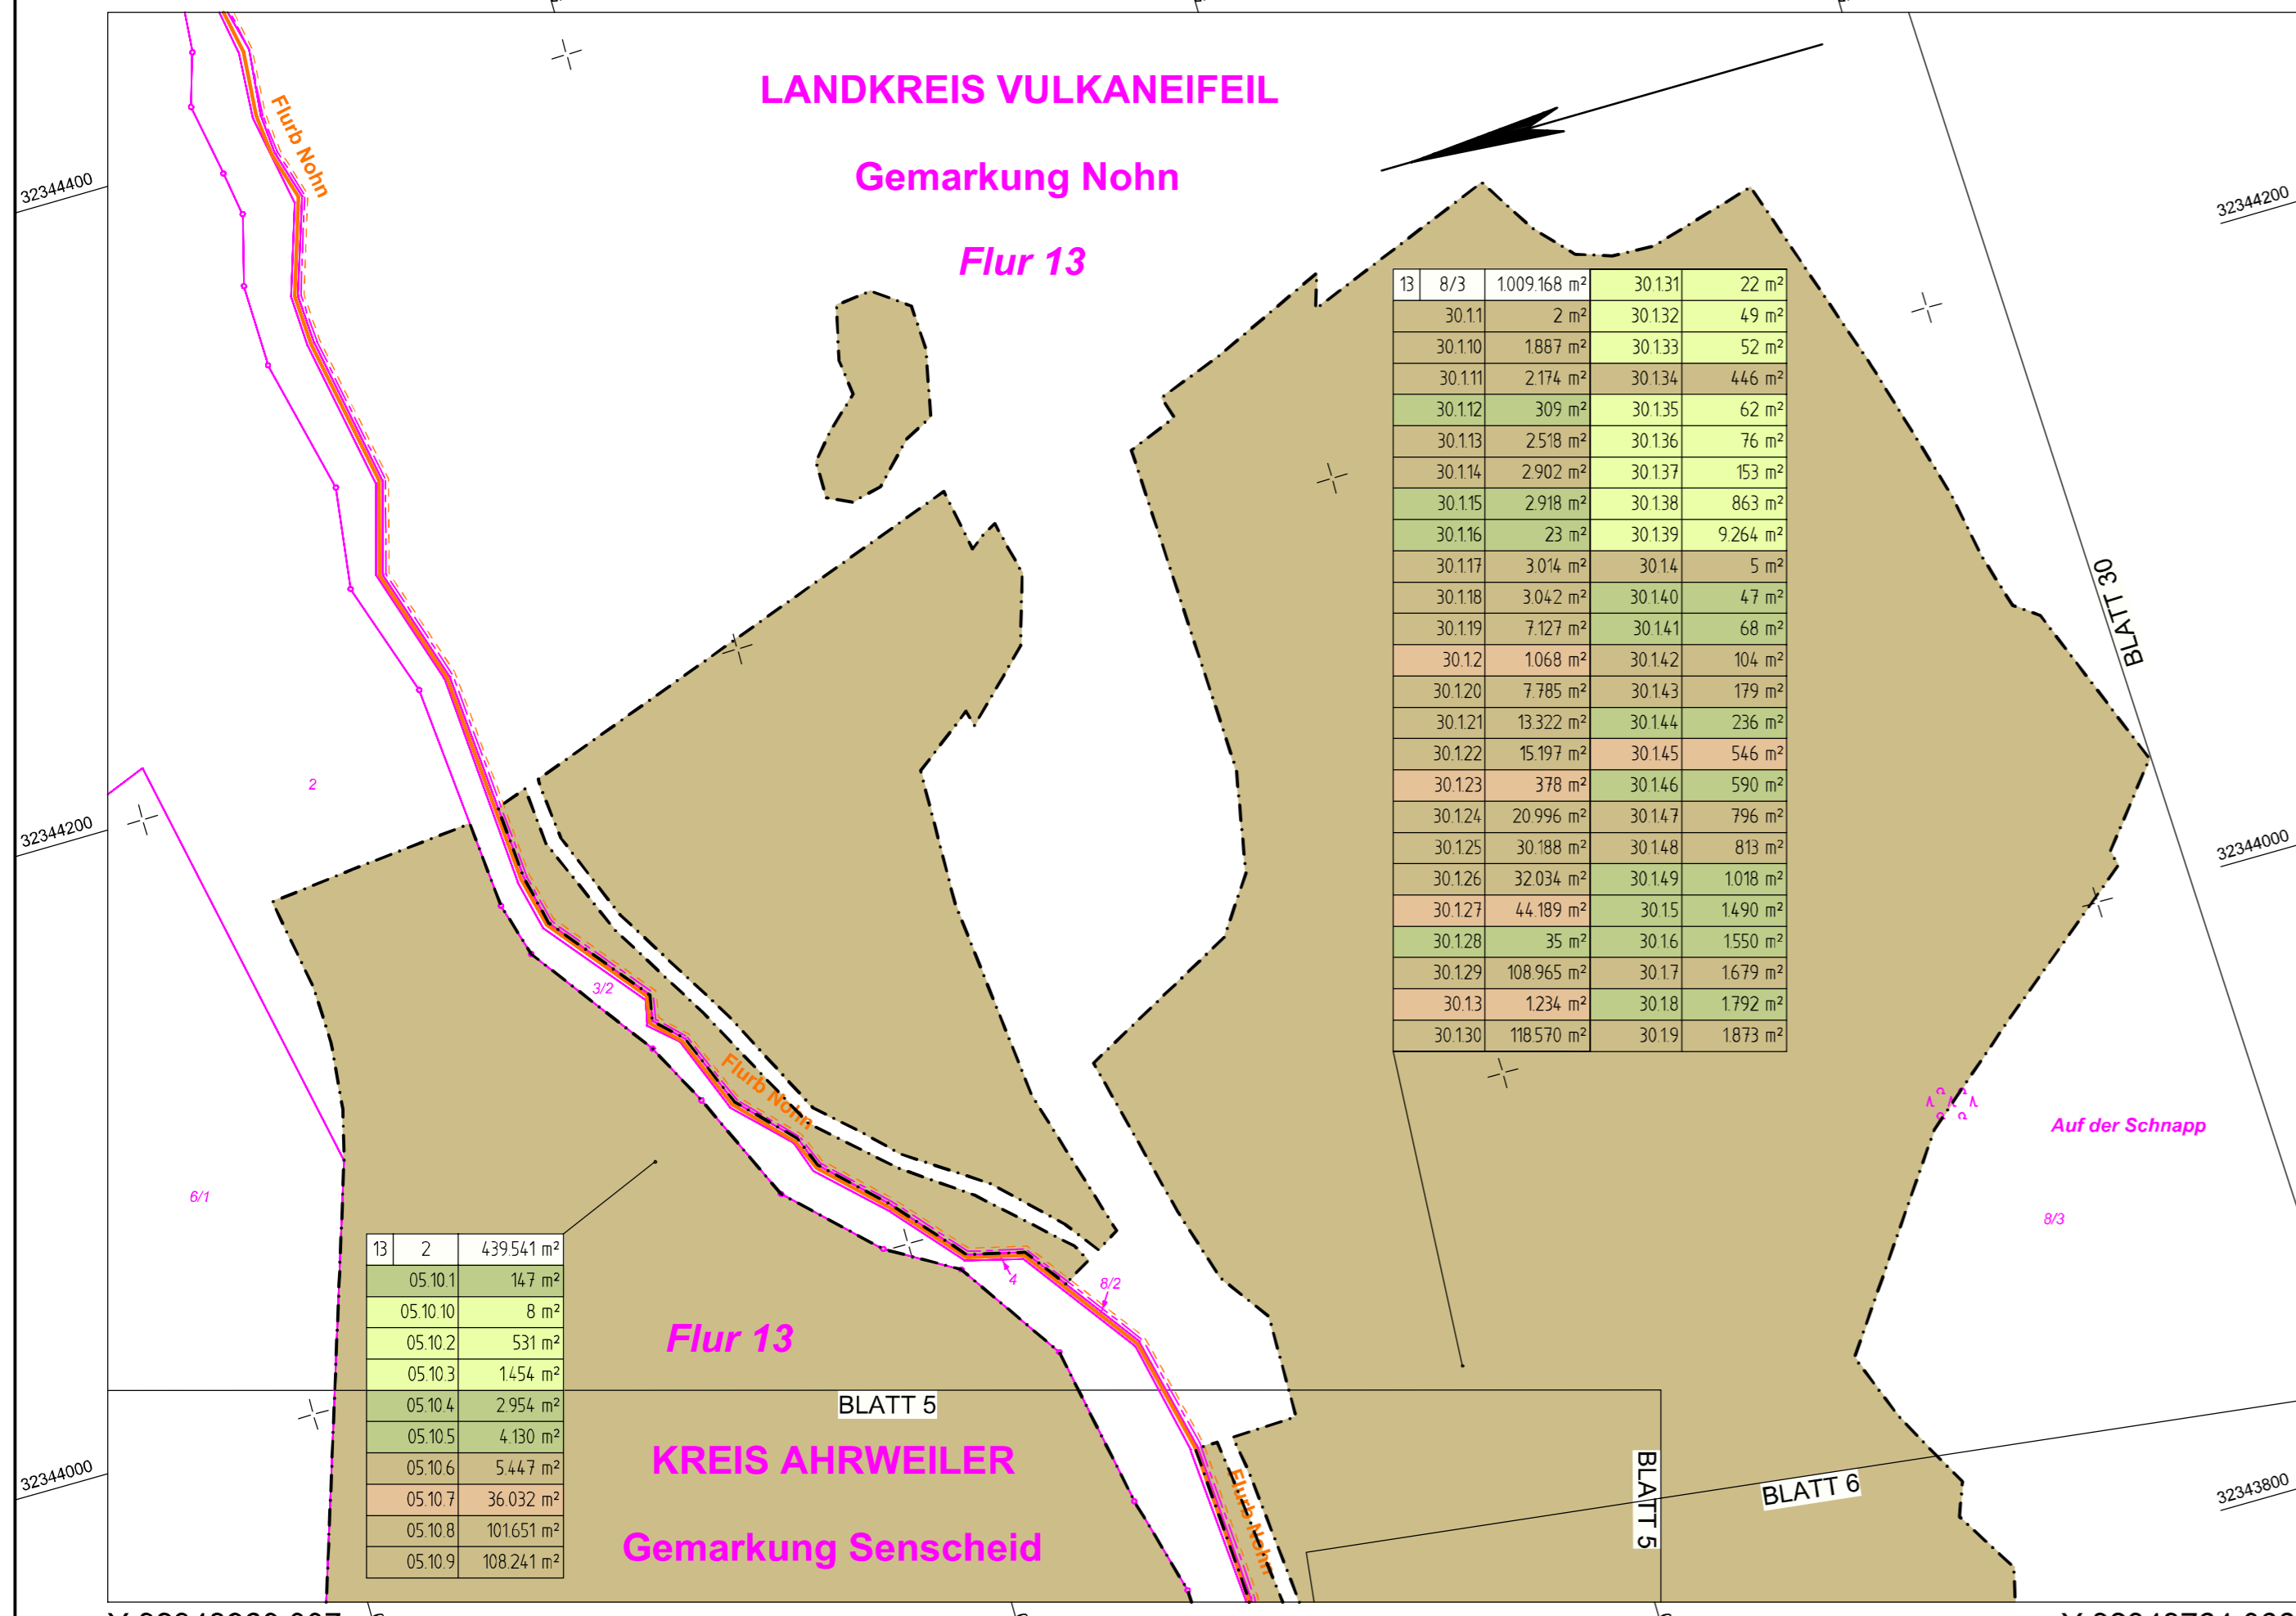 LANDKREIS VULKANEIFEIL
Gemarkung Nohn
Flur 13
Flurb Nohn
32344400
32344200
13 8/3 1.009.168 m² 30.1.31 22 m²
30.1.1 2 m² 30.1.32 49 m²
30.1.10 1.887 m² 30.1.33 52 m²
30.1.11 2.174 m² 30.1.34 446 m²
30.1.12 309 m² 30.1.35 62 m²
30.1.13 2.518 m² 30.1.36 76 m²
30.1.14 2.902 m² 30.1.37 153 m²
30.1.15 2.918 m² 30.1.38 863 m²
30.1.16 23 m² 30.1.39 9.264 m²
30.1.17 3.014 m² 30.1.4 5 m²
30.1.18 3.042 m² 30.1.40 47 m²
30.1.19 7.127 m² 30.1.41 68 m²
30.1.2 1.068 m² 30.1.42 104 m²
30.1.20 7.785 m² 30.1.43 179 m²
30.1.21 13.322 m² 30.1.44 236 m²
30.1.22 15.197 m² 30.1.45 546 m²
30.1.23 378 m² 30.1.46 590 m²
30.1.24 20.996 m² 30.1.47 796 m²
30.1.25 30.188 m² 30.1.48 813 m²
30.1.26 32.034 m² 30.1.49 1.018 m²
30.1.27 44.189 m² 30.1.5 1.490 m²
30.1.28 35 m² 30.1.6 1.550 m²
30.1.29 108.965 m² 30.1.7 1.679 m²
30.1.3 1.234 m² 30.1.8 1.792 m²
30.1.30 118.570 m² 30.1.9 1.873 m²
BLATT 30
2
32344200
32344000
3/2
Flurb Nohn
Auf der Schnapp
8/3
6/1
4
8/2
13 2 439.541 m²
05.10.1 147 m²
05.10.10 8 m²
05.10.2 531 m²
05.10.3 1.454 m²
05.10.4 2.954 m²
05.10.5 4.130 m²
05.10.6 5.447 m²
05.10.7 36.032 m²
05.10.8 101.651 m²
05.10.9 108.241 m²
Flur 13
BLATT 5
KREIS AHRWEILER
Gemarkung Senscheid
Flurb Nohn
BLATT 5
BLATT 6
32344000
32343800